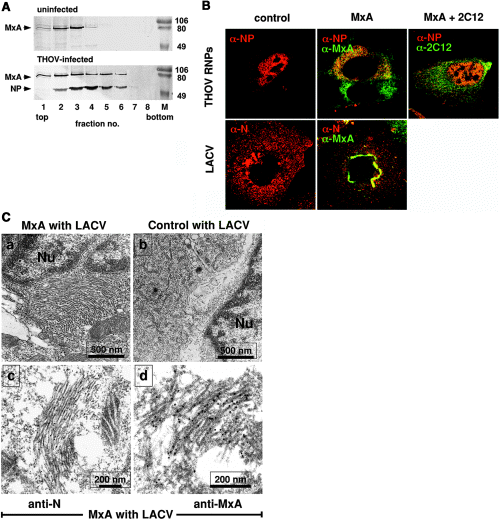 A
uninfected
MxA
106
80
49
THOV-infected
MxA
NP
106
80
49
1 2 3 4 5 6 7 8 M
top fraction no. bottom
B
control MxA MxA + 2C12
THOV RNPs
α-NP
α-NP
α-MxA
α-NP
α-2C12
LACV
α-N
α-N
α-MxA
C
MxA with LACV Control with LACV
a
Nu
500 nm
b
Nu
500 nm
c
200 nm
d
200 nm
anti-N anti-MxA
MxA with LACV